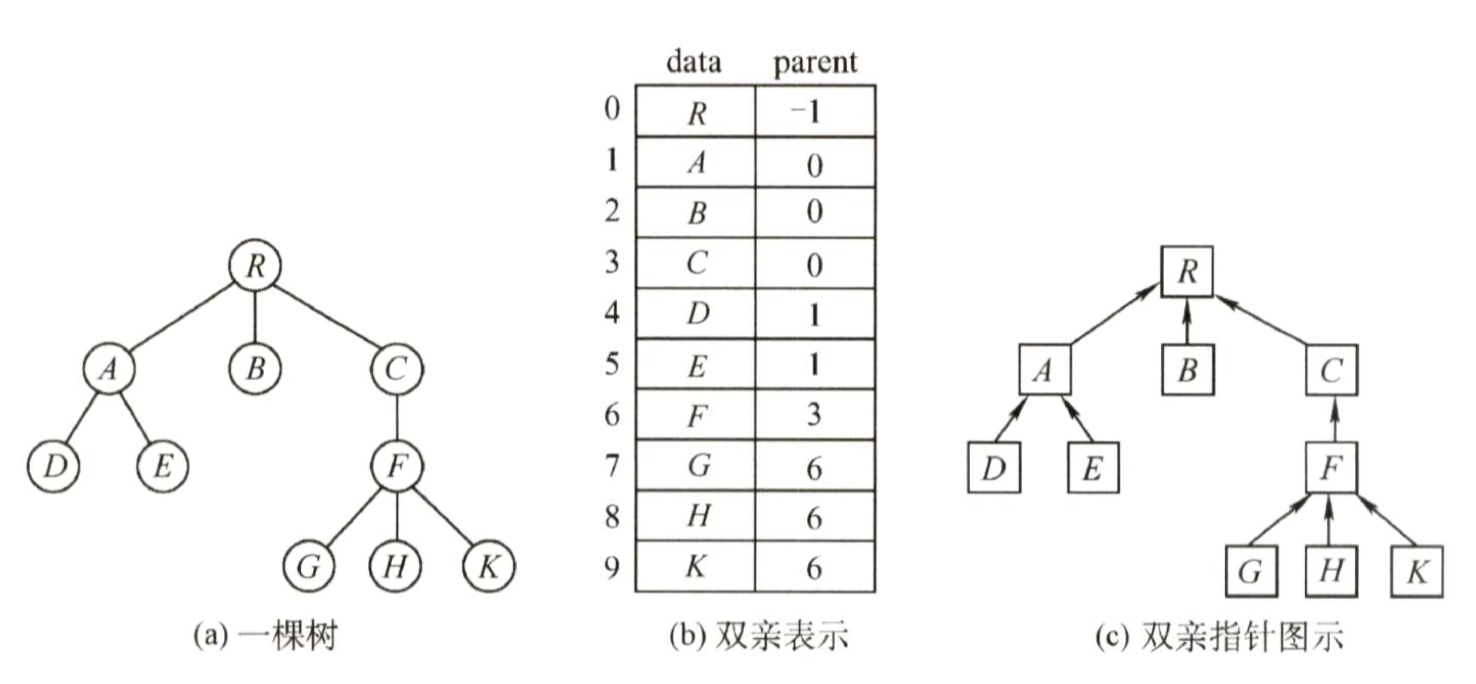 R
A B C
D E F
G H K
(a) 一棵树
data parent
0 R -1
1 A 0
2 B 0
3 C 0
4 D 1
5 E 1
6 F 3
7 G 6
8 H 6
9 K 6
(b) 双亲表示
R
A B C
D E F
G H K
(c) 双亲指针图示